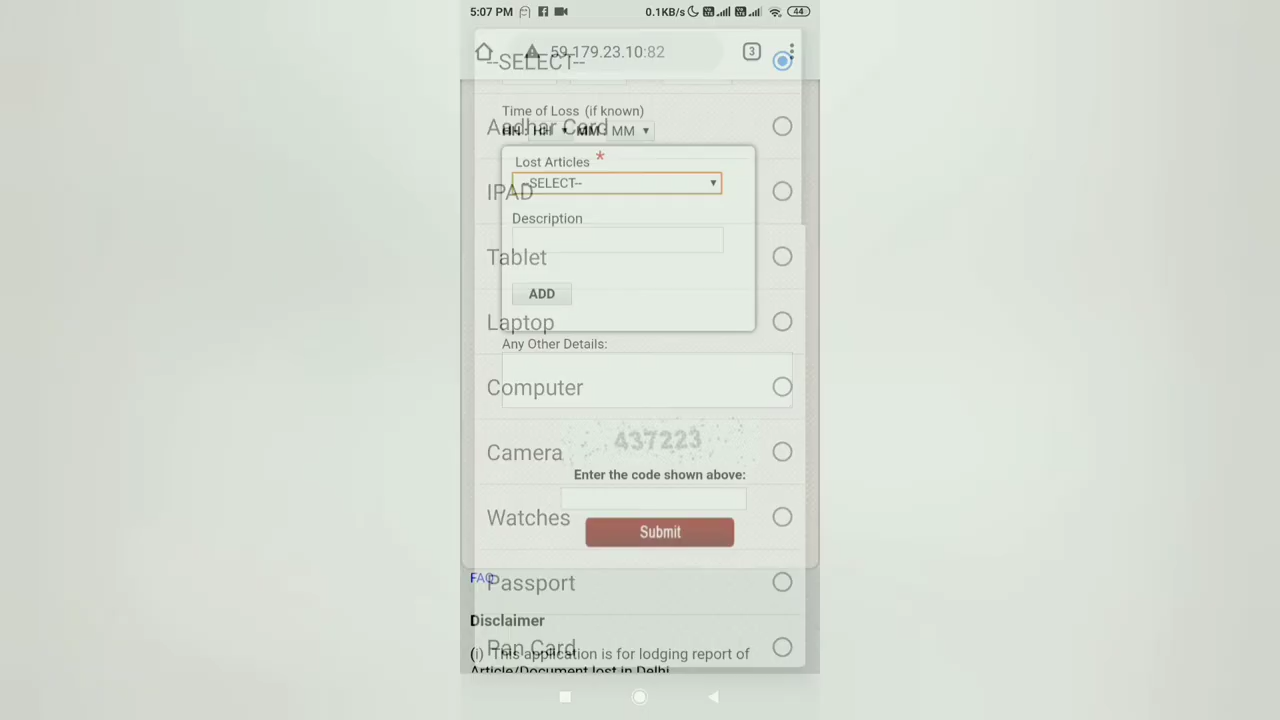 5:07 PM
0.1KB/s
44
59.179.23.10:82
3
--SELECT--
Time of Loss (if known)
Aadhar Card
HH : HH MM : MM
Lost Articles *
--SELECT--
IPAD
Description
Tablet
ADD
Laptop
Any Other Details:
Computer
437223
Camera
Enter the code shown above:
Watches
Submit
FAQ
Passport
Disclaimer
Pan Card
(i) This application is for lodging report of
Article/Document lost in Delhi